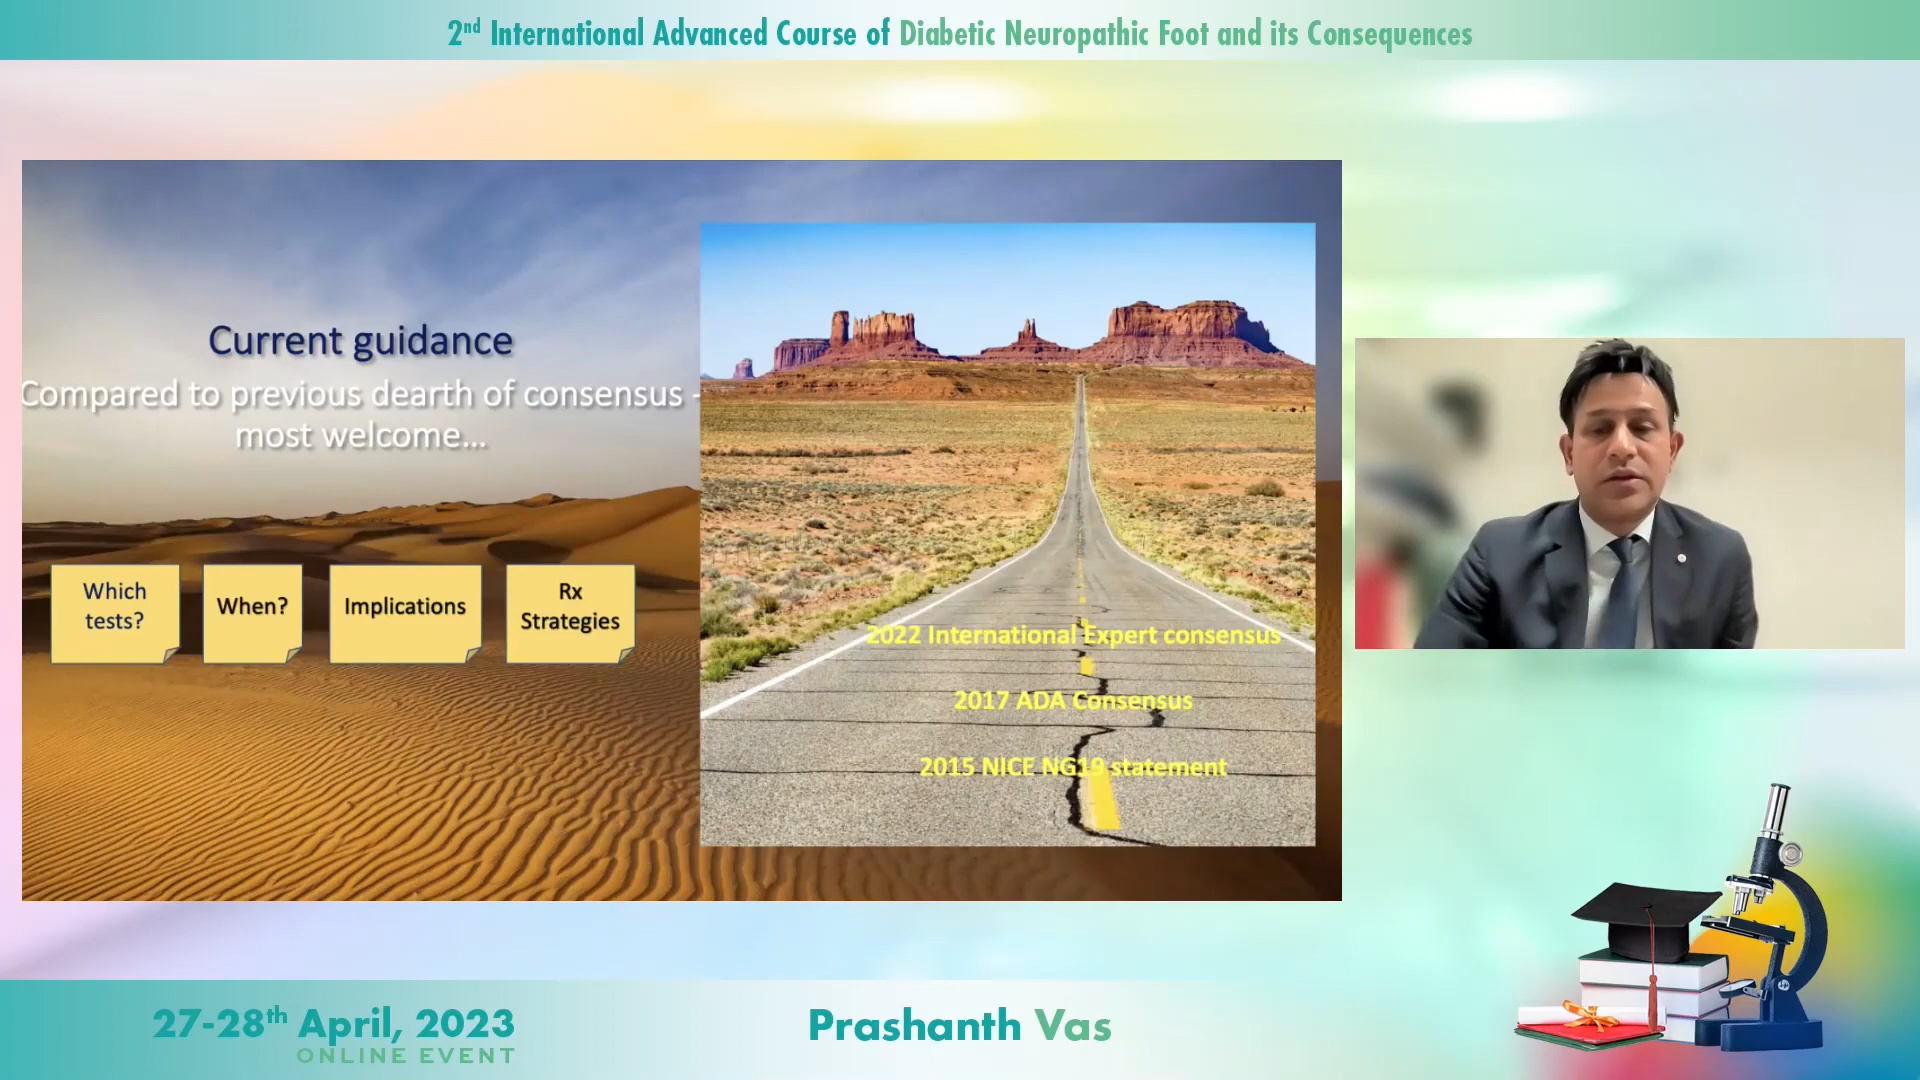 2nd International Advanced Course of Diabetic Neuropathic Foot and its Consequences
Current guidance
Compared to previous dearth of consensus -
most welcome...
Which
tests?
When?
Implications
Rx
Strategies
2022 International Expert consensus
2017 ADA Consensus
2015 NICE NG19 statement
27-28th April, 2023
ONLINE EVENT
Prashanth Vas